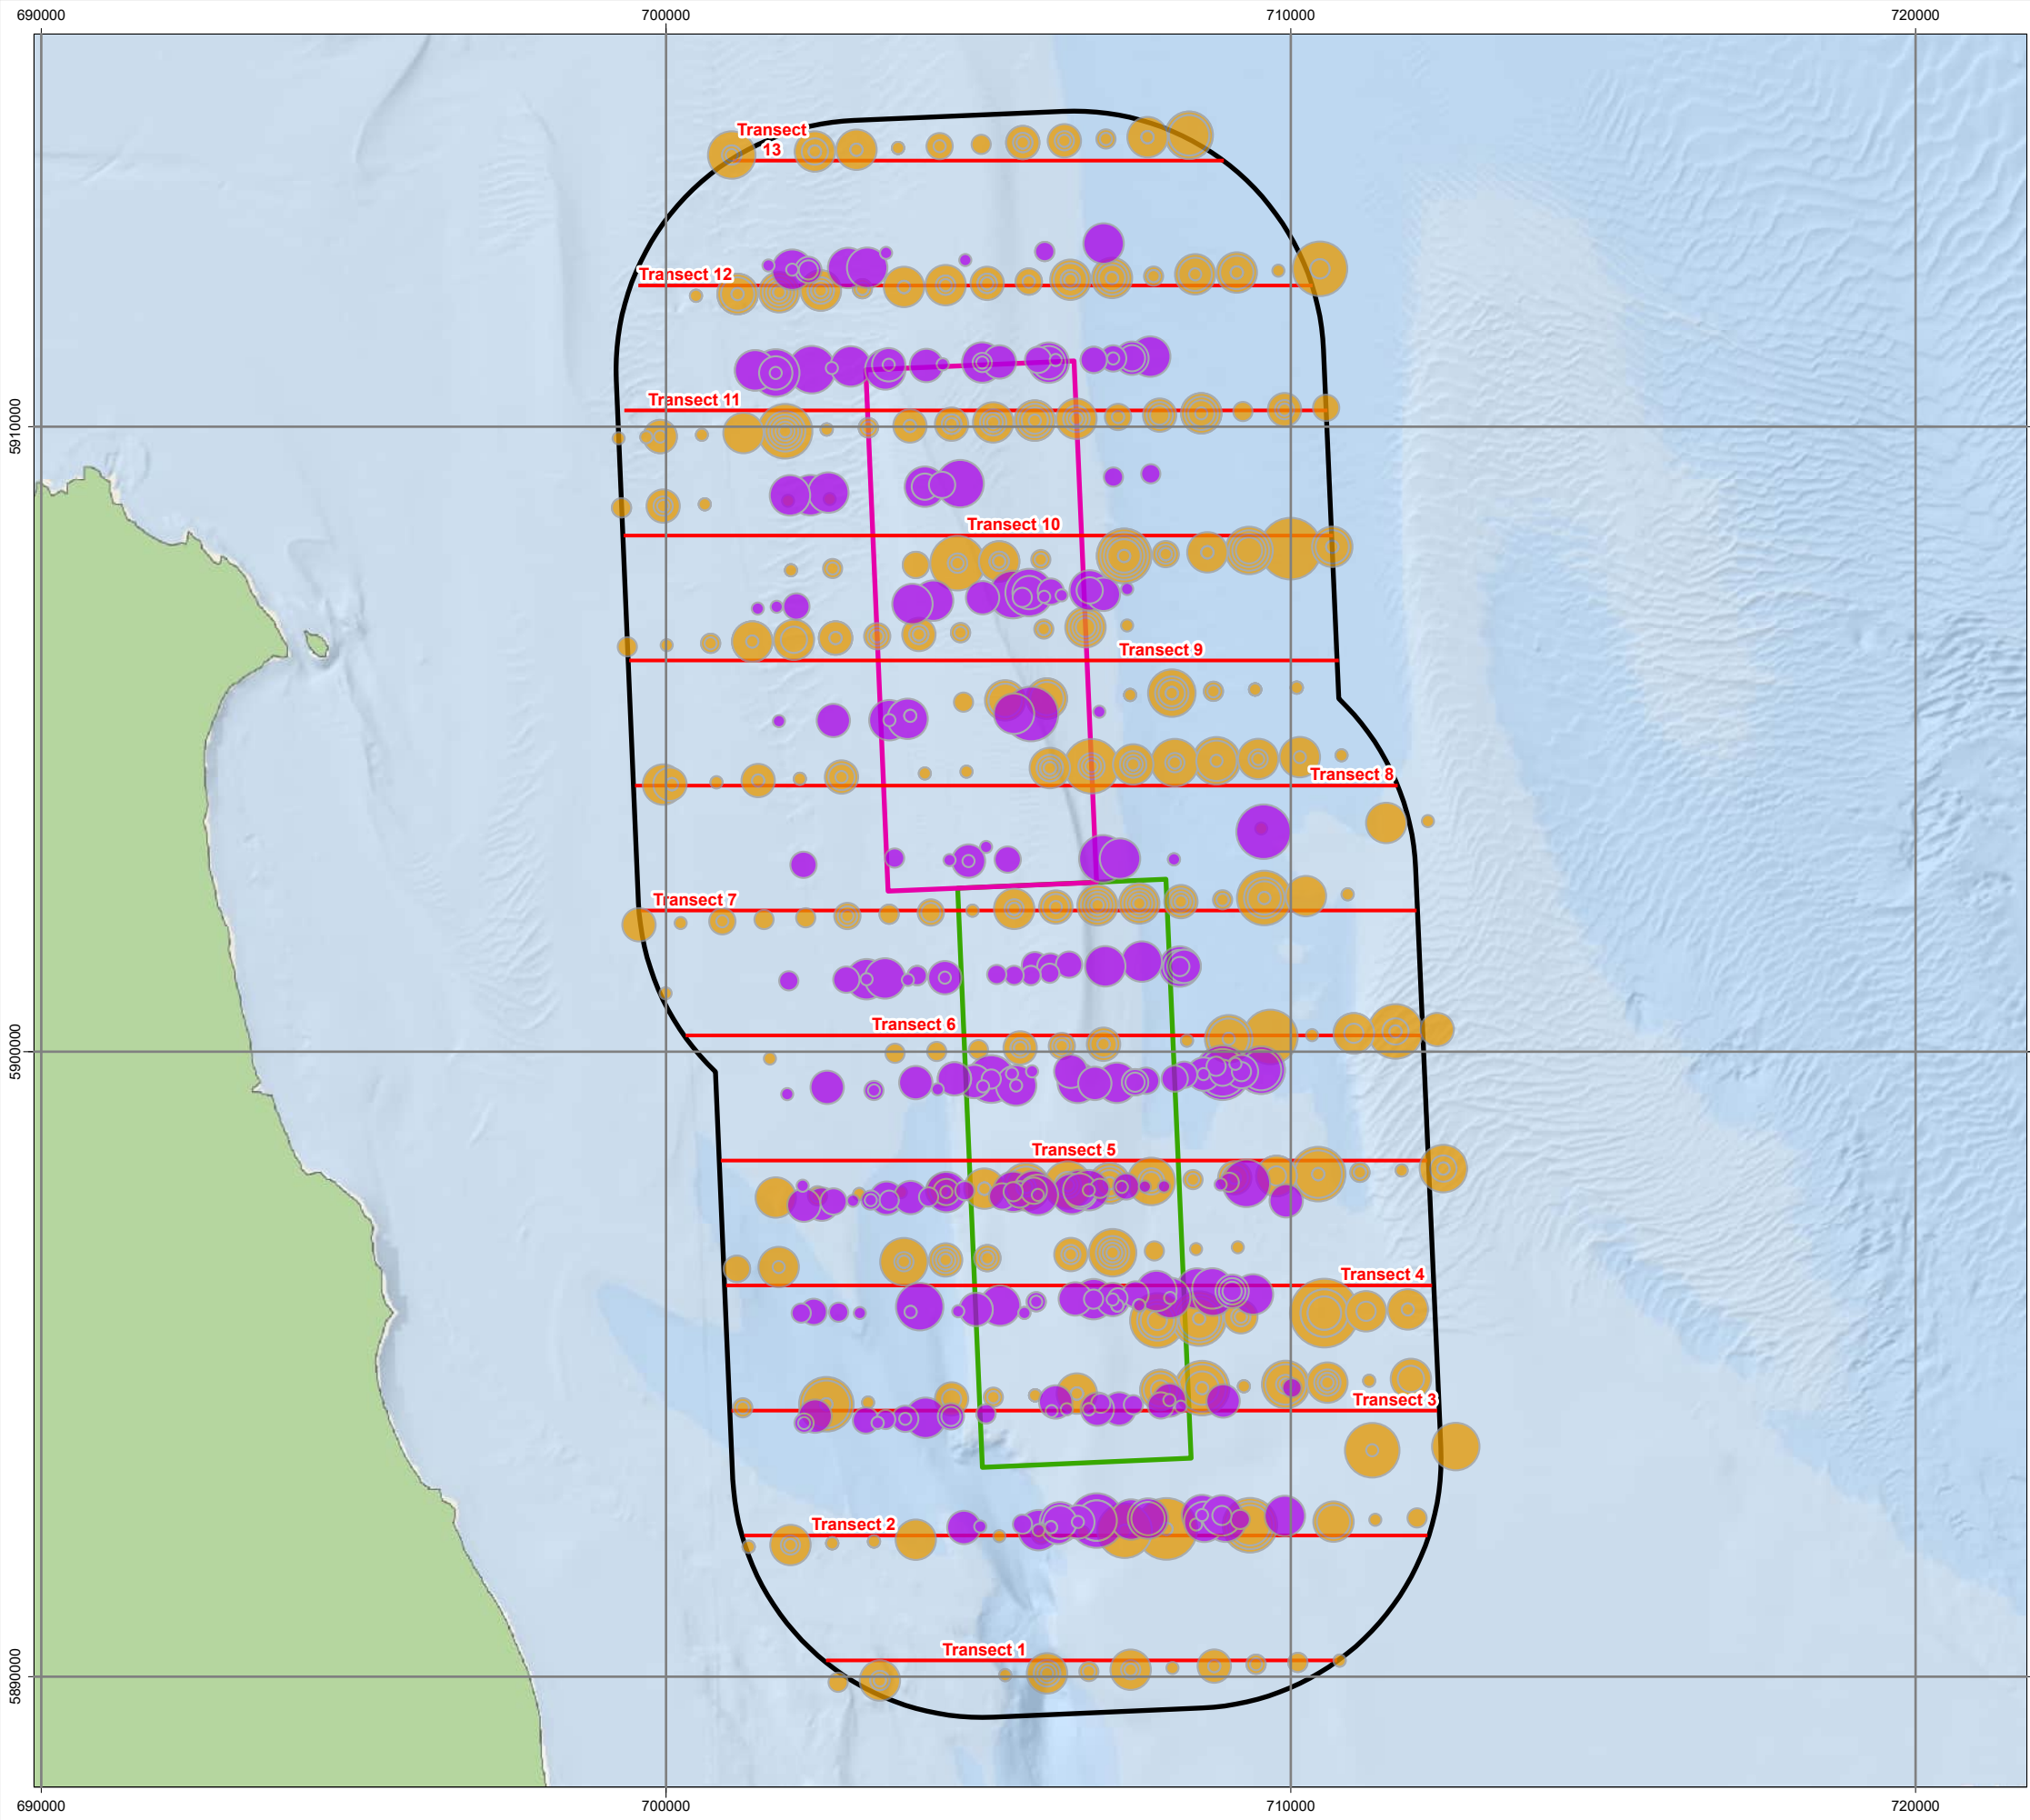 690000
700000
710000
720000
Transect
13
Transect 12
Transect 11
5910000
Transect 10
Transect 9
Transect 8
Transect 7
Transect 6
5900000
Transect 5
Transect 4
Transect 3
Transect 2
Transect 1
5890000
690000
700000
710000
720000